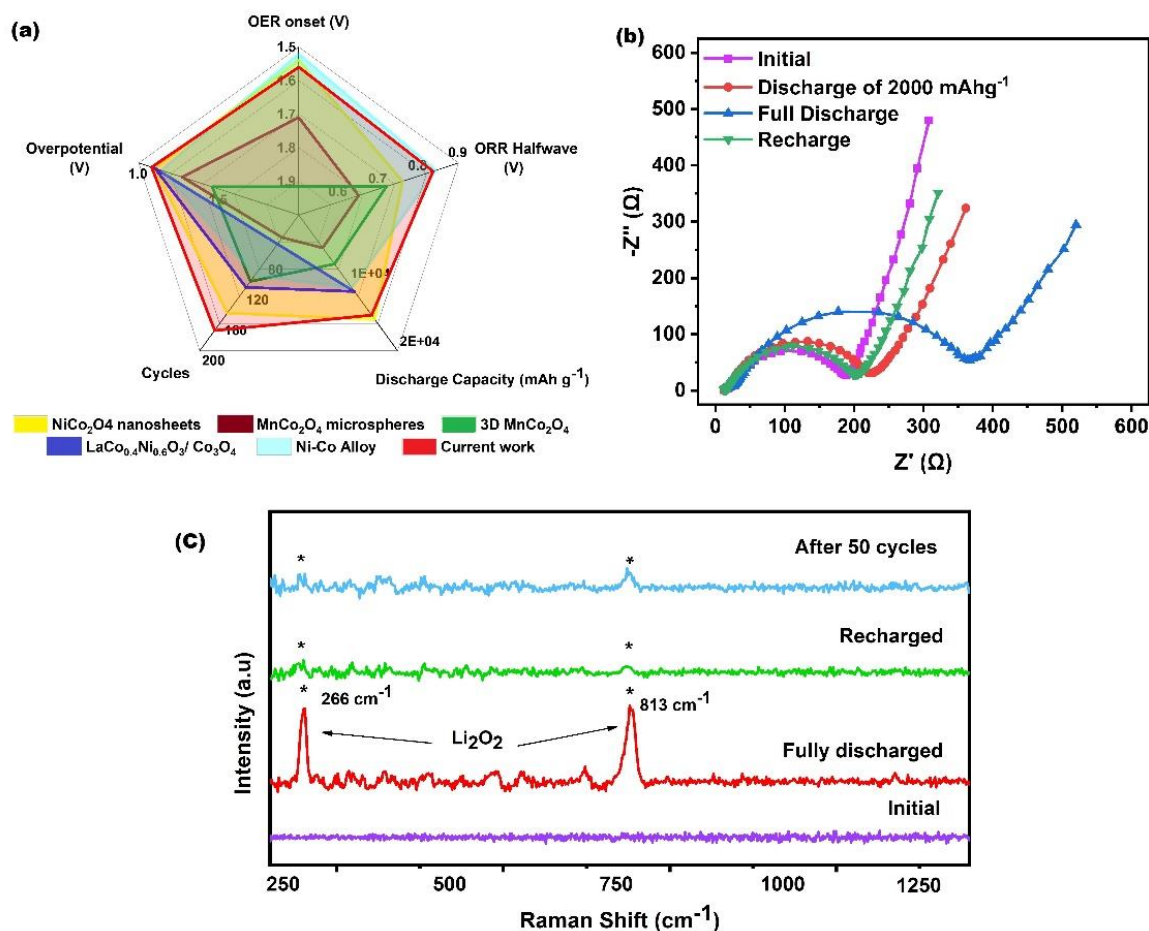 (a)
OER onset (V)
1.5
1.6
1.7
1.8
1.9
Overpotential
(V)
1.0
1.5
ORR Halfwave
(V)
0.9
0.8
0.7
0.6
80
120
160
200
Cycles
1E+04
2E+04
Discharge Capacity (mAh g⁻¹)
NiCo₂O4 nanosheets
MnCo₂O₄ microspheres
3D MnCo₂O₄
LaCo₀.₄Ni₀.₆O₃/ Co₃O₄
Ni-Co Alloy
Current work
(b)
Initial
Discharge of 2000 mAhg⁻¹
Full Discharge
Recharge
-Z'' (Ω)
600
500
400
300
200
100
0
0 100 200 300 400 500 600
Z' (Ω)
(C)
After 50 cycles
* *
Recharged
* *
* 266 cm⁻¹
* 813 cm⁻¹
Li₂O₂
Fully discharged
Initial
Intensity (a.u)
250 500 750 1000 1250
Raman Shift (cm⁻¹)